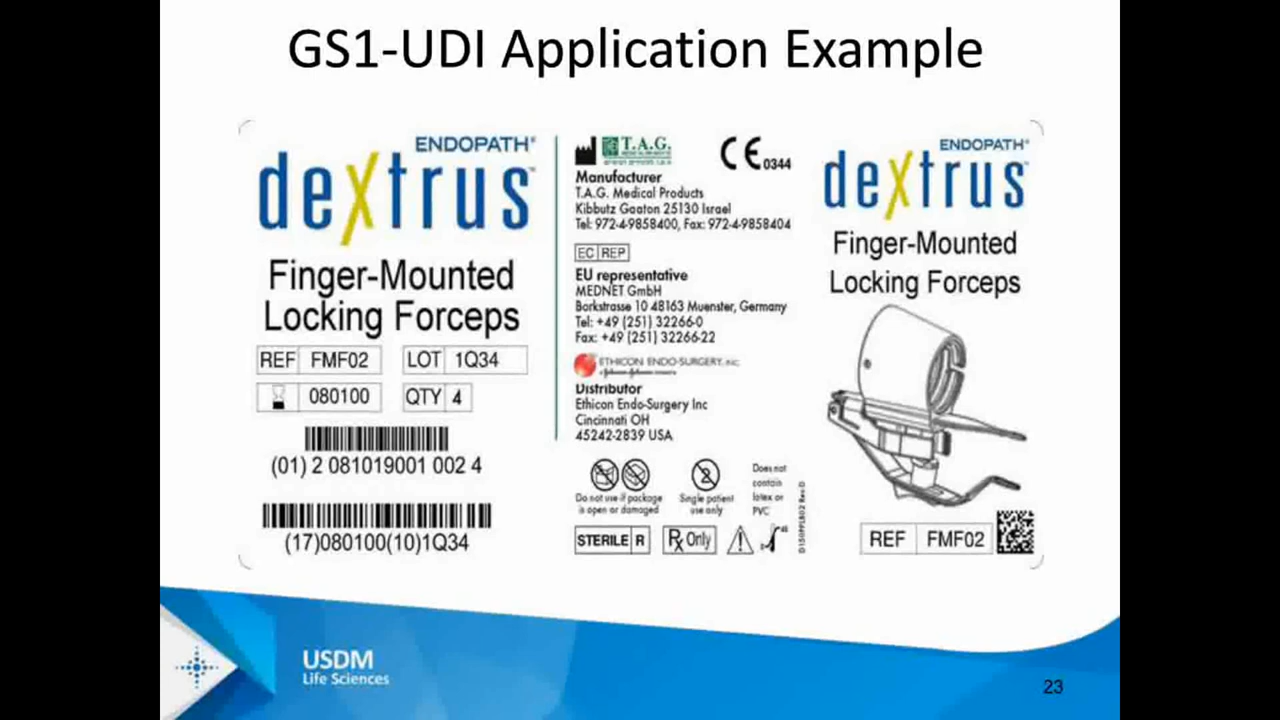 GS1-UDI Application Example
ENDOPATH®
dextrus™
Finger-Mounted
Locking Forceps
REF FMF02 LOT 1Q34
080100 QTY 4
(01) 2 081019001 002 4
(17)080100(10)1Q34
T.A.G.
CE 0344
Manufacturer
T.A.G. Medical Products
Kibbutz Gaaton 25130 Israel
Tel: 972-4-9858400, Fax: 972-4-9858404
EC REP
EU representative
MEDNET GmbH
Borkstrasse 10 48163 Muenster, Germany
Tel: +49 (251) 32266-0
Fax: +49 (251) 32266-22
ETHICON ENDO-SURGERY, INC.
Distributor
Ethicon Endo-Surgery Inc
Cincinnati OH
45242-2839 USA
Do not use if package
is open or damaged
Single patient
use only
Does not
contain
latex or
PVC
STERILE R
Rx Only
ENDOPATH®
dextrus™
Finger-Mounted
Locking Forceps
REF FMF02
USDM
Life Sciences
23